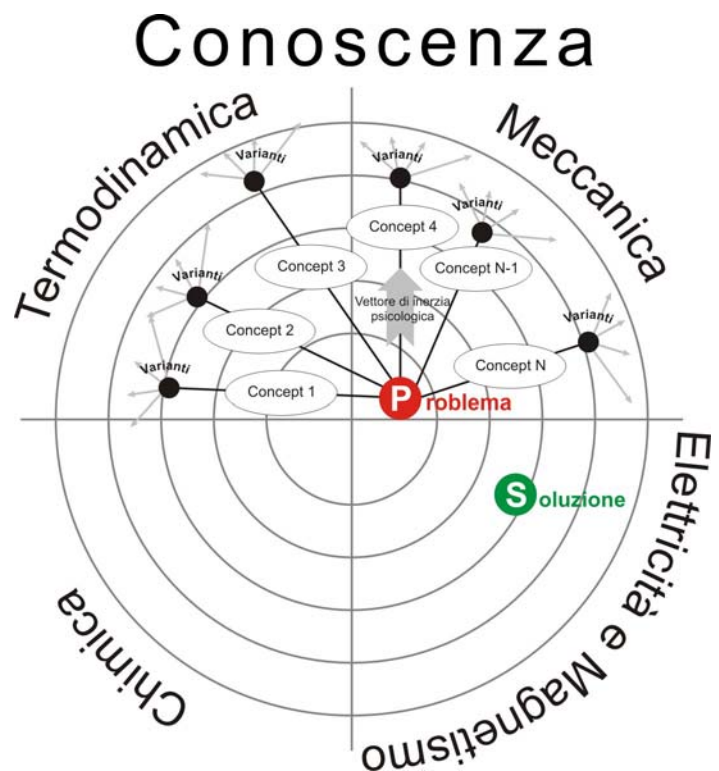 Conoscenza
Termodinamica
Meccanica
Varianti
Varianti
Varianti
Concept 4
Concept 3
Concept N-1
Varianti
Vettore di inerzia
psicologica
Varianti
Concept 2
Varianti
Concept N
Concept 1
Problema
Soluzione
Chimica
Elettricità e Magnetismo